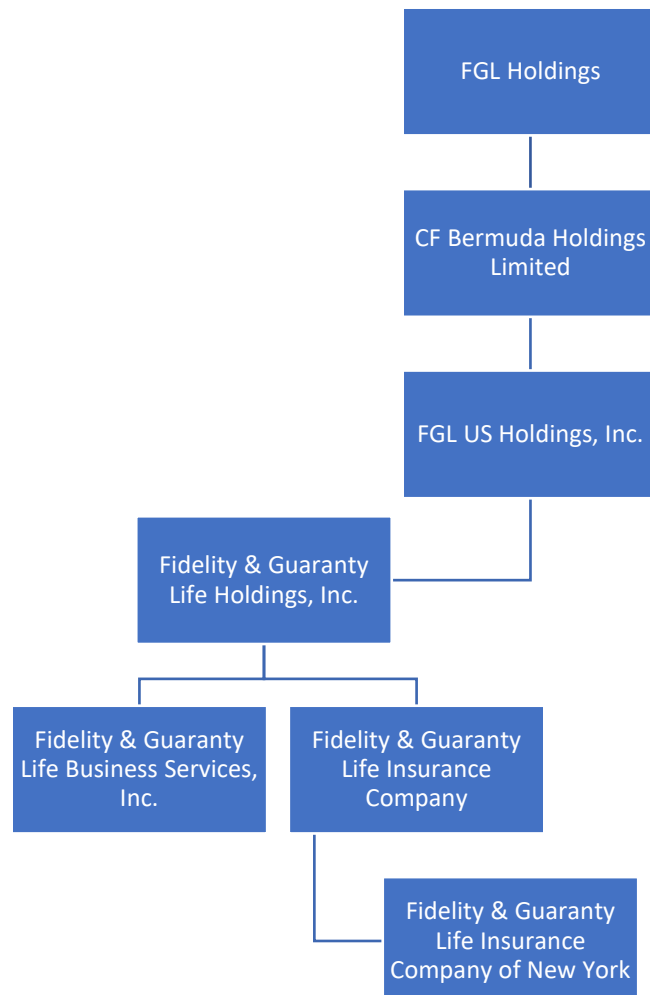 FGL Holdings
CF Bermuda Holdings
Limited
FGL US Holdings, Inc.
Fidelity & Guaranty
Life Holdings, Inc.
Fidelity & Guaranty
Life Business Services,
Inc.
Fidelity & Guaranty
Life Insurance
Company
Fidelity & Guaranty
Life Insurance
Company of New York